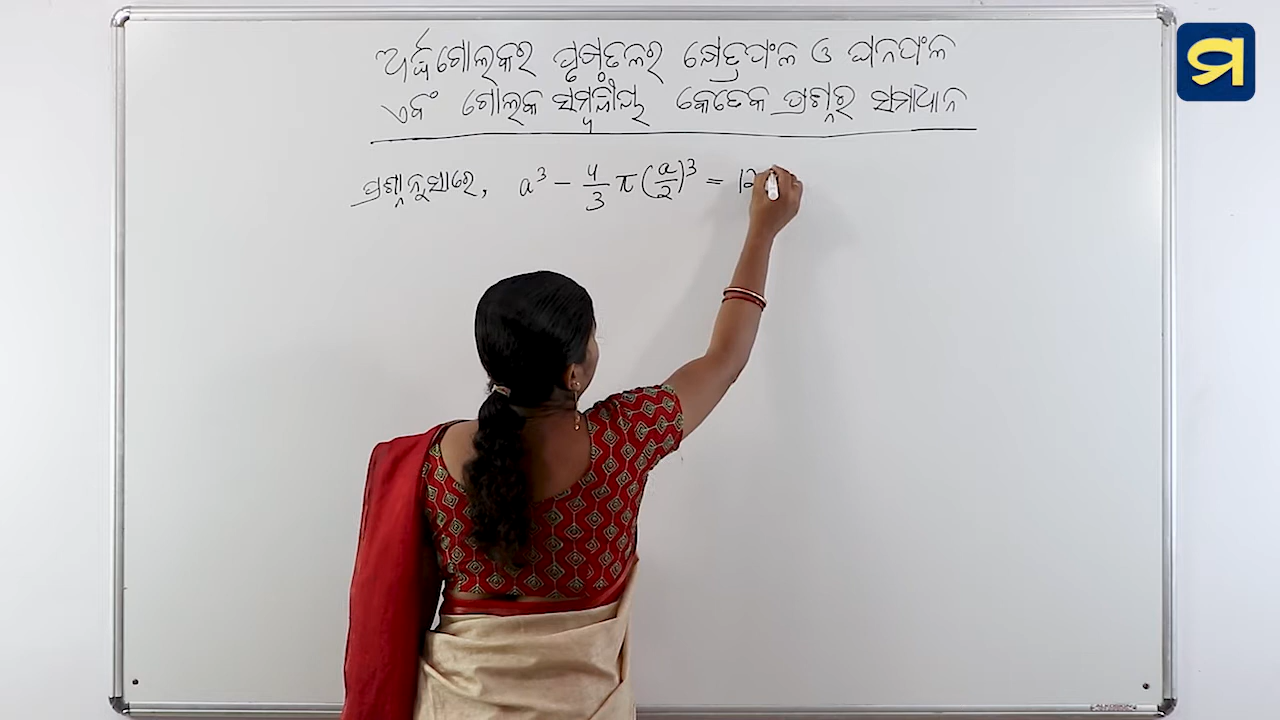 ଅର୍ଦ୍ଧଗୋଲକର ପୃଷ୍ଠତଳର କ୍ଷେତ୍ରଫଳ ଓ ଘନଫଳ
ଏବଂ ଗୋଲକ ସମ୍ବନ୍ଧୀୟ କେତେକ ପ୍ରଶ୍ନର ସମାଧାନ
ପ୍ରଶ୍ନାନୁସାରେ, a³ − 4/3 π (a/2)³ = 12
ମ